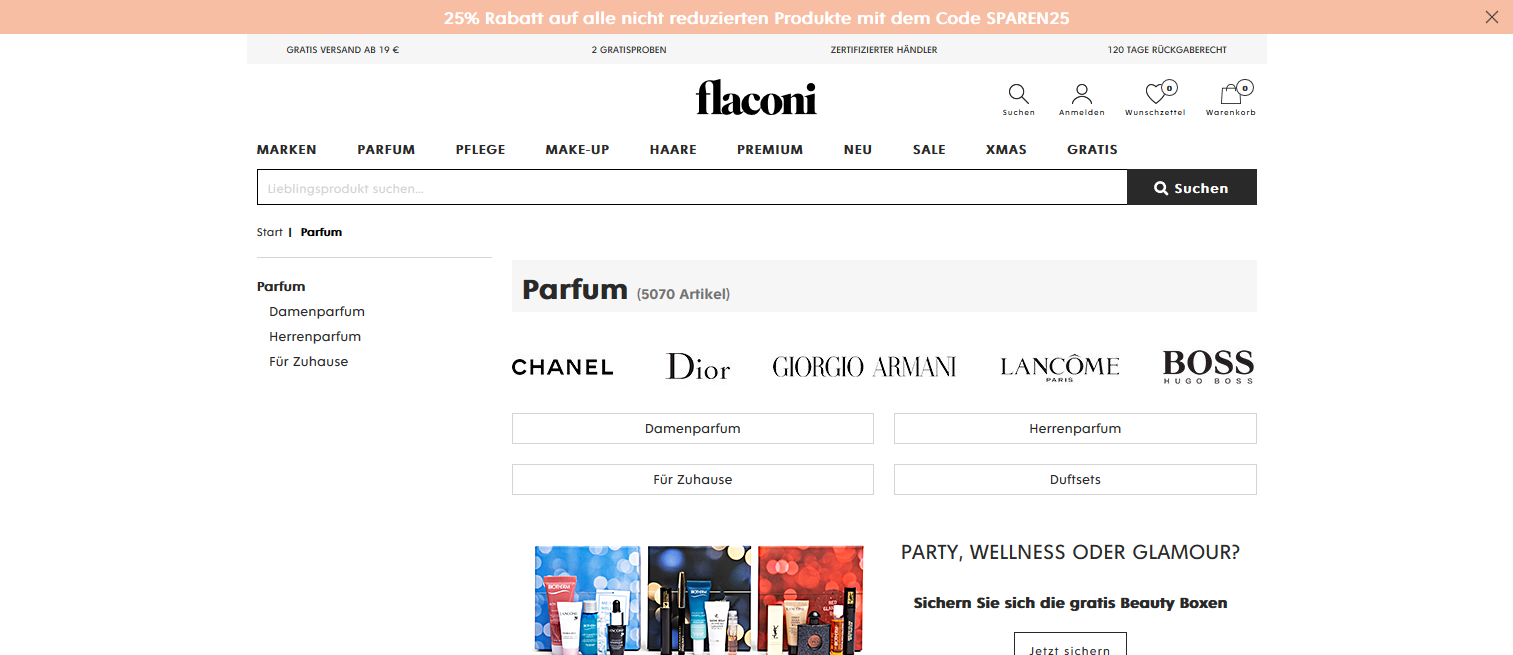 25% Rabatt auf alle nicht reduzierten Produkte mit dem Code SPAREN25
GRATIS VERSAND AB 19 € 2 GRATISPROBEN ZERTIFIZIERTER HÄNDLER 120 TAGE RÜCKGABERECHT
flaconi
0 0
Suchen Anmelden Wunschzettel Warenkorb
MARKEN PARFUM PFLEGE MAKE-UP HAARE PREMIUM NEU SALE XMAS GRATIS
Lieblingsprodukt suchen... Suchen
Start | Parfum
Parfum
Damenparfum
Herrenparfum
Für Zuhause
Parfum (5070 Artikel)
CHANEL Dior GIORGIO ARMANI LANCÔME PARIS BOSS HUGO BOSS
Damenparfum Herrenparfum
Für Zuhause Duftsets
BIOTHERM LANCÔME
BIOTHERM
PARTY, WELLNESS ODER GLAMOUR?
Sichern Sie sich die gratis Beauty Boxen
Jetzt sichern